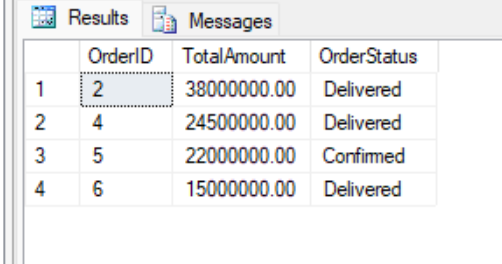 Results Messages
OrderID TotalAmount OrderStatus
1 2 38000000.00 Delivered
2 4 24500000.00 Delivered
3 5 22000000.00 Confirmed
4 6 15000000.00 Delivered